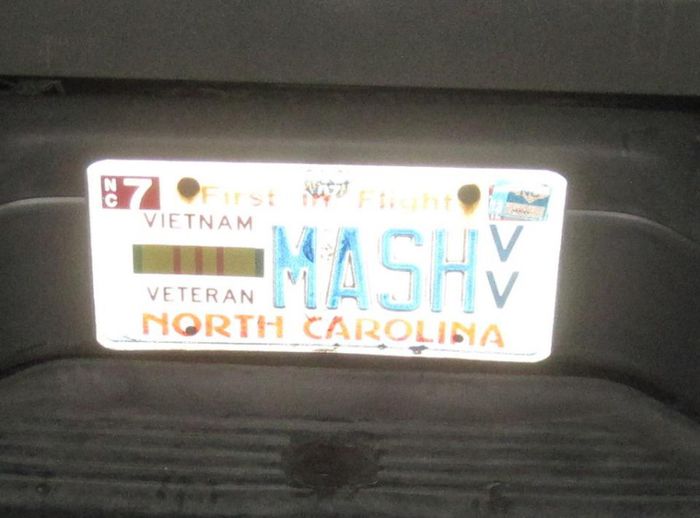 NC 7 First in Flight
VIETNAM
VETERAN
MASH VV
NORTH CAROLINA